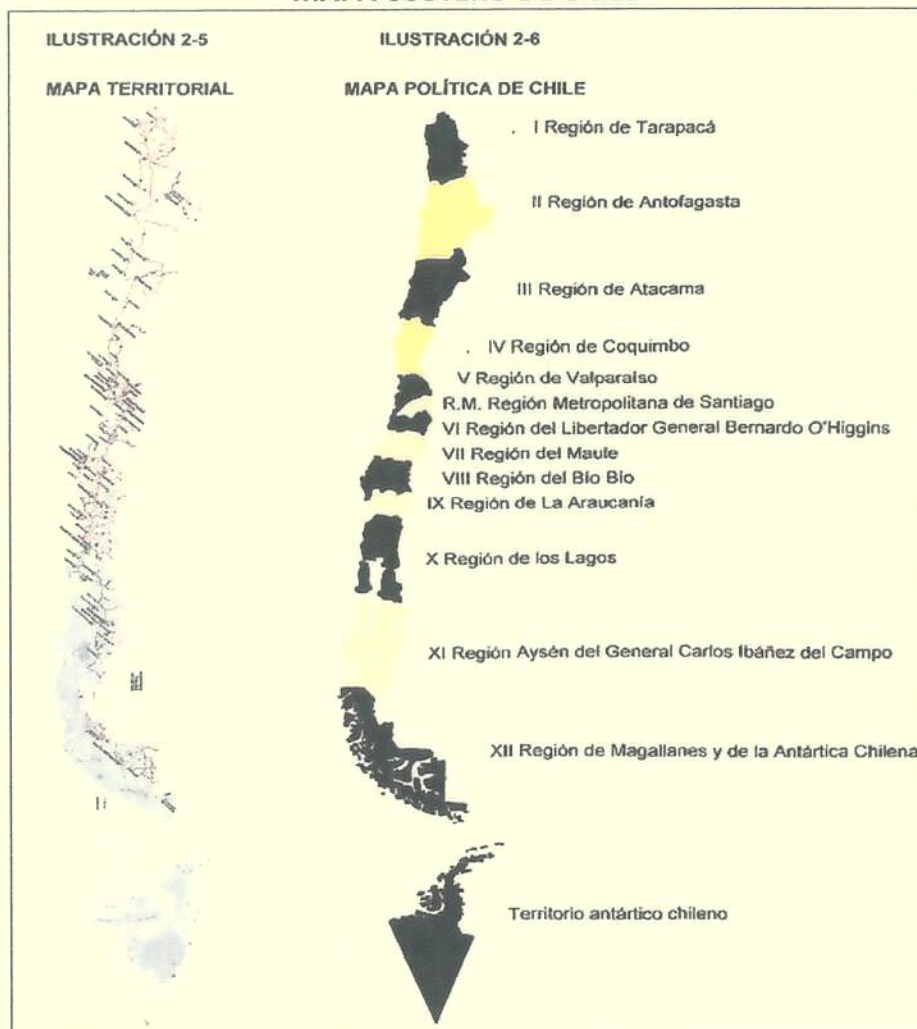 ILUSTRACIÓN 2-5
ILUSTRACIÓN 2-6
MAPA TERRITORIAL
MAPA POLÍTICA DE CHILE
. I Región de Tarapacá
II Región de Antofagasta
III Región de Atacama
. IV Región de Coquimbo
V Región de Valparaíso
R.M. Región Metropolitana de Santiago
VI Región del Libertador General Bernardo O'Higgins
VII Región del Maule
VIII Región del Bío Bío
IX Región de La Araucanía
X Región de los Lagos
XI Región Aysén del General Carlos Ibáñez del Campo
XII Región de Magallanes y de la Antártica Chilena
Territorio antártico chileno